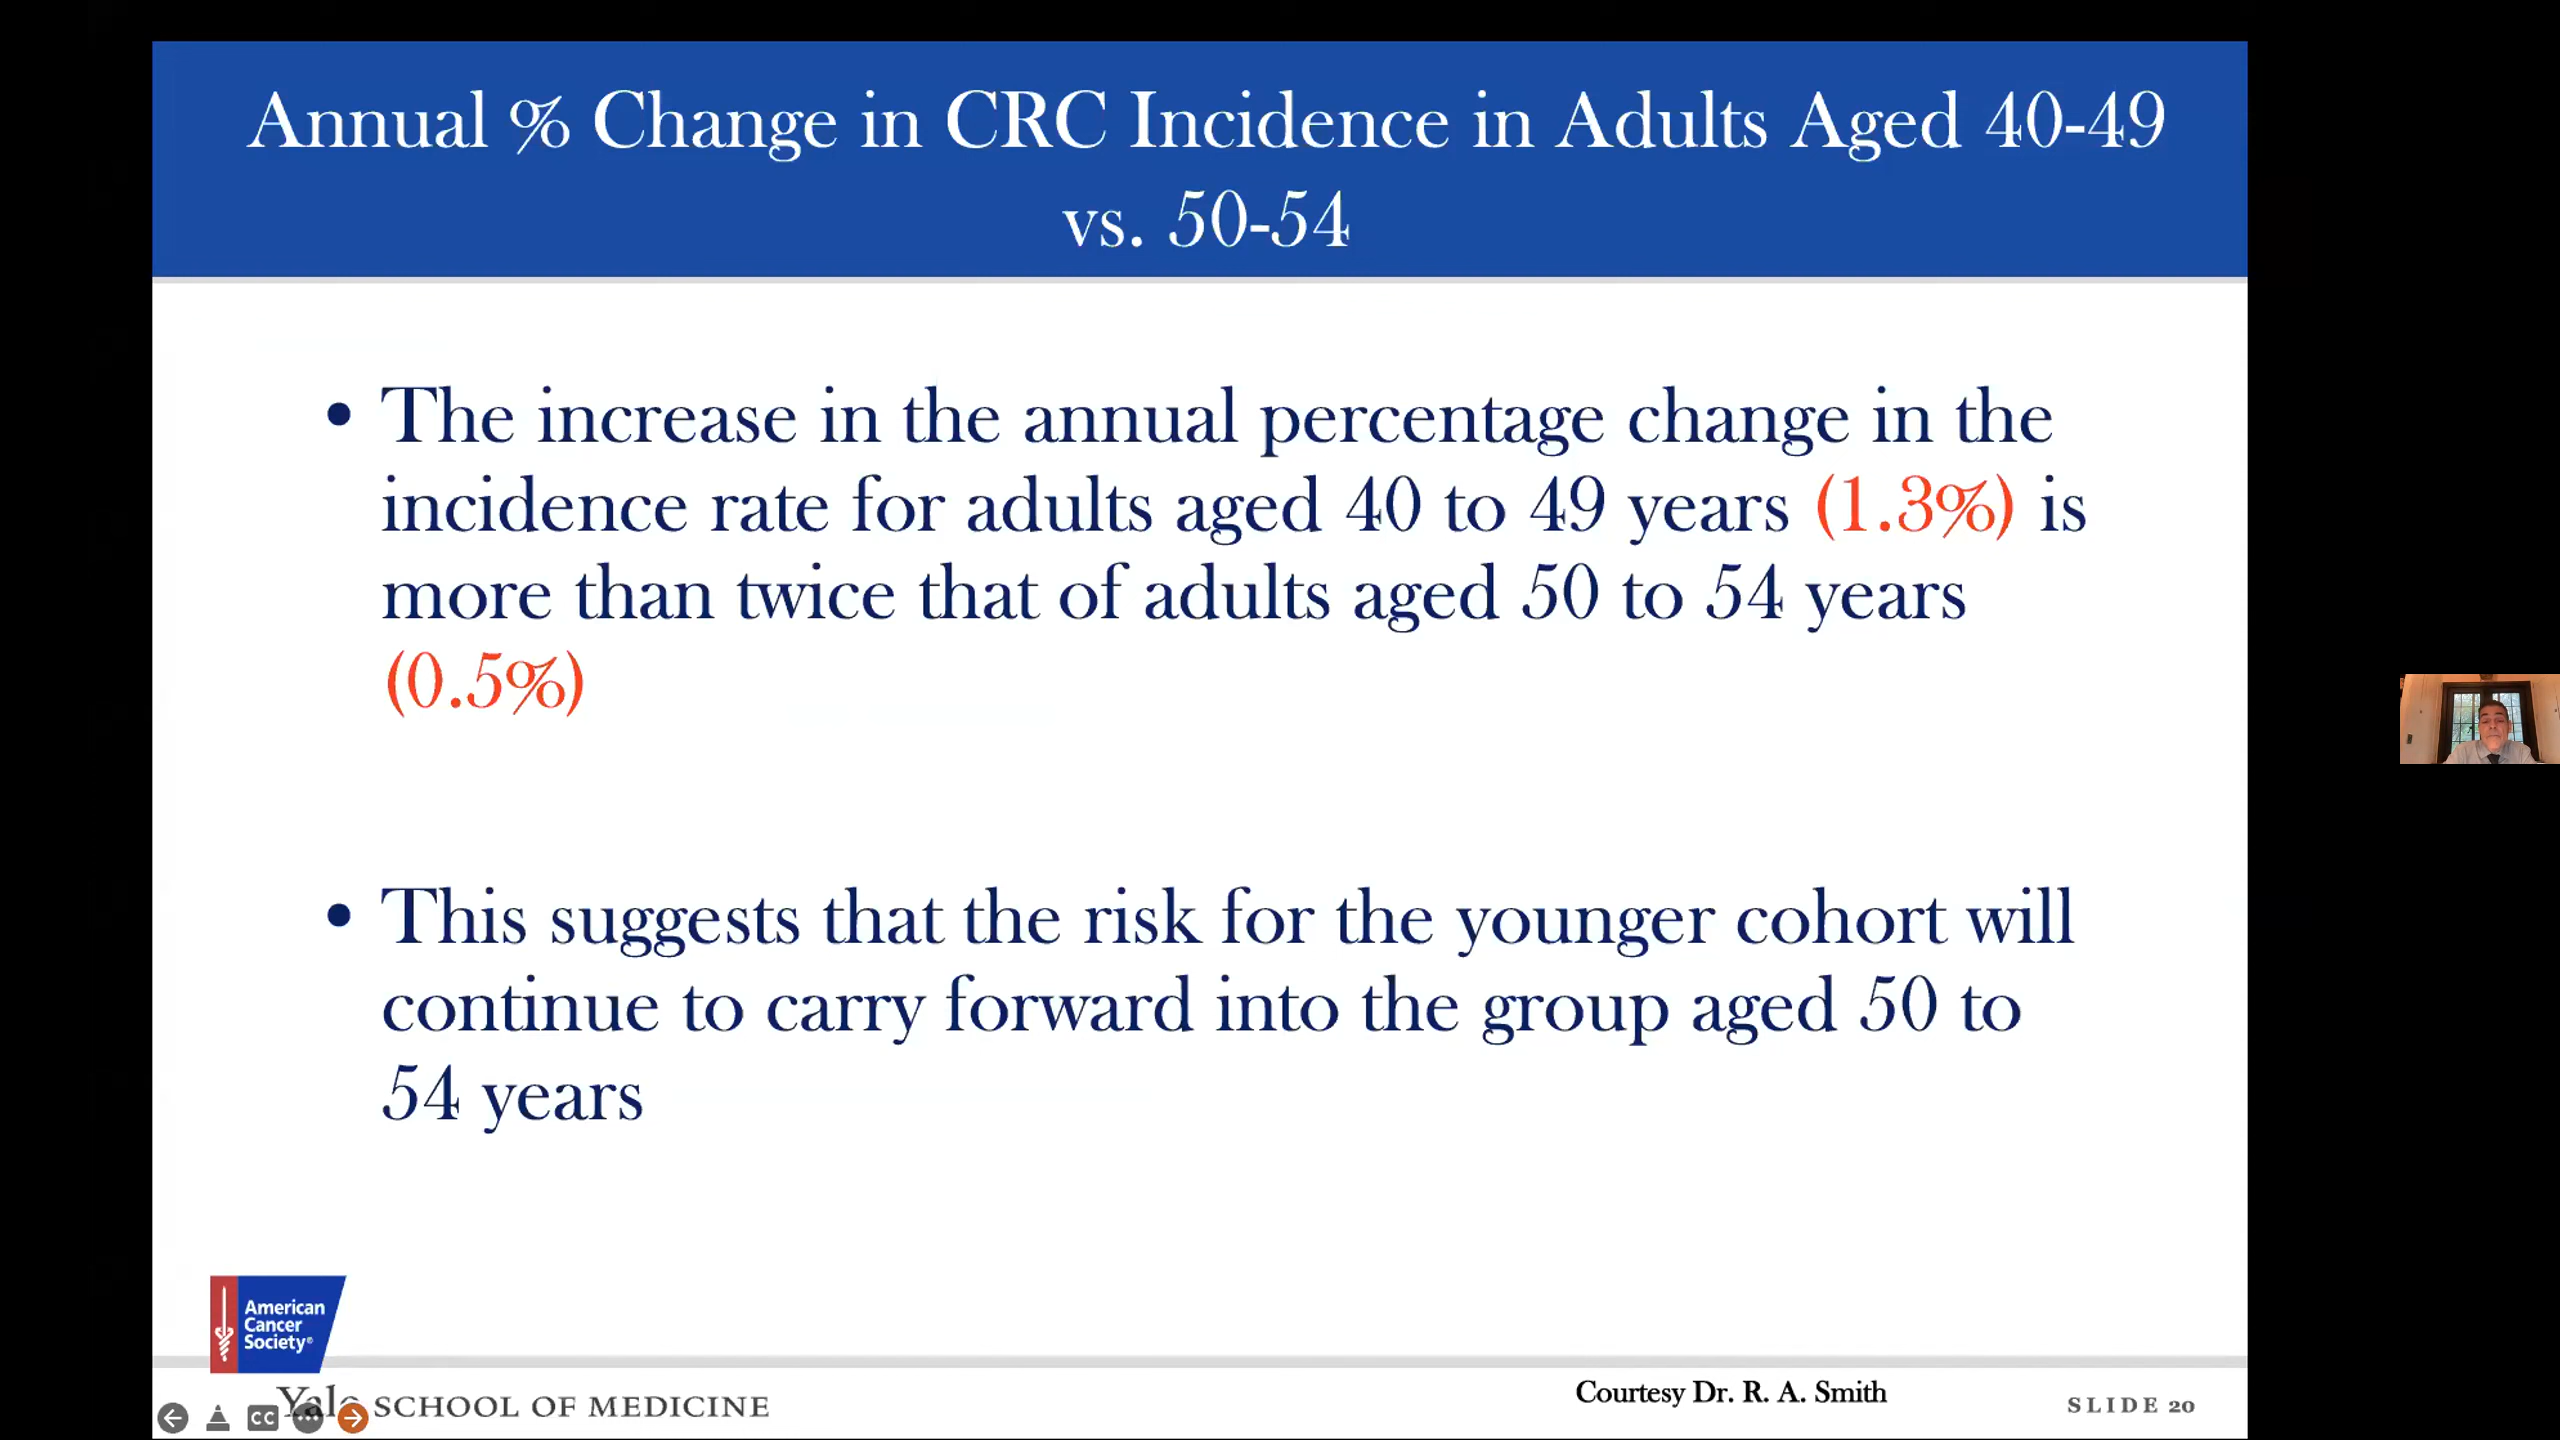 Annual % Change in CRC Incidence in Adults Aged 40-49
vs. 50-54
• The increase in the annual percentage change in the
incidence rate for adults aged 40 to 49 years (1.3%) is
more than twice that of adults aged 50 to 54 years
(0.5%)
• This suggests that the risk for the younger cohort will
continue to carry forward into the group aged 50 to
54 years
American
Cancer
Society®
Yale SCHOOL OF MEDICINE
Courtesy Dr. R. A. Smith
SLIDE 20
CC